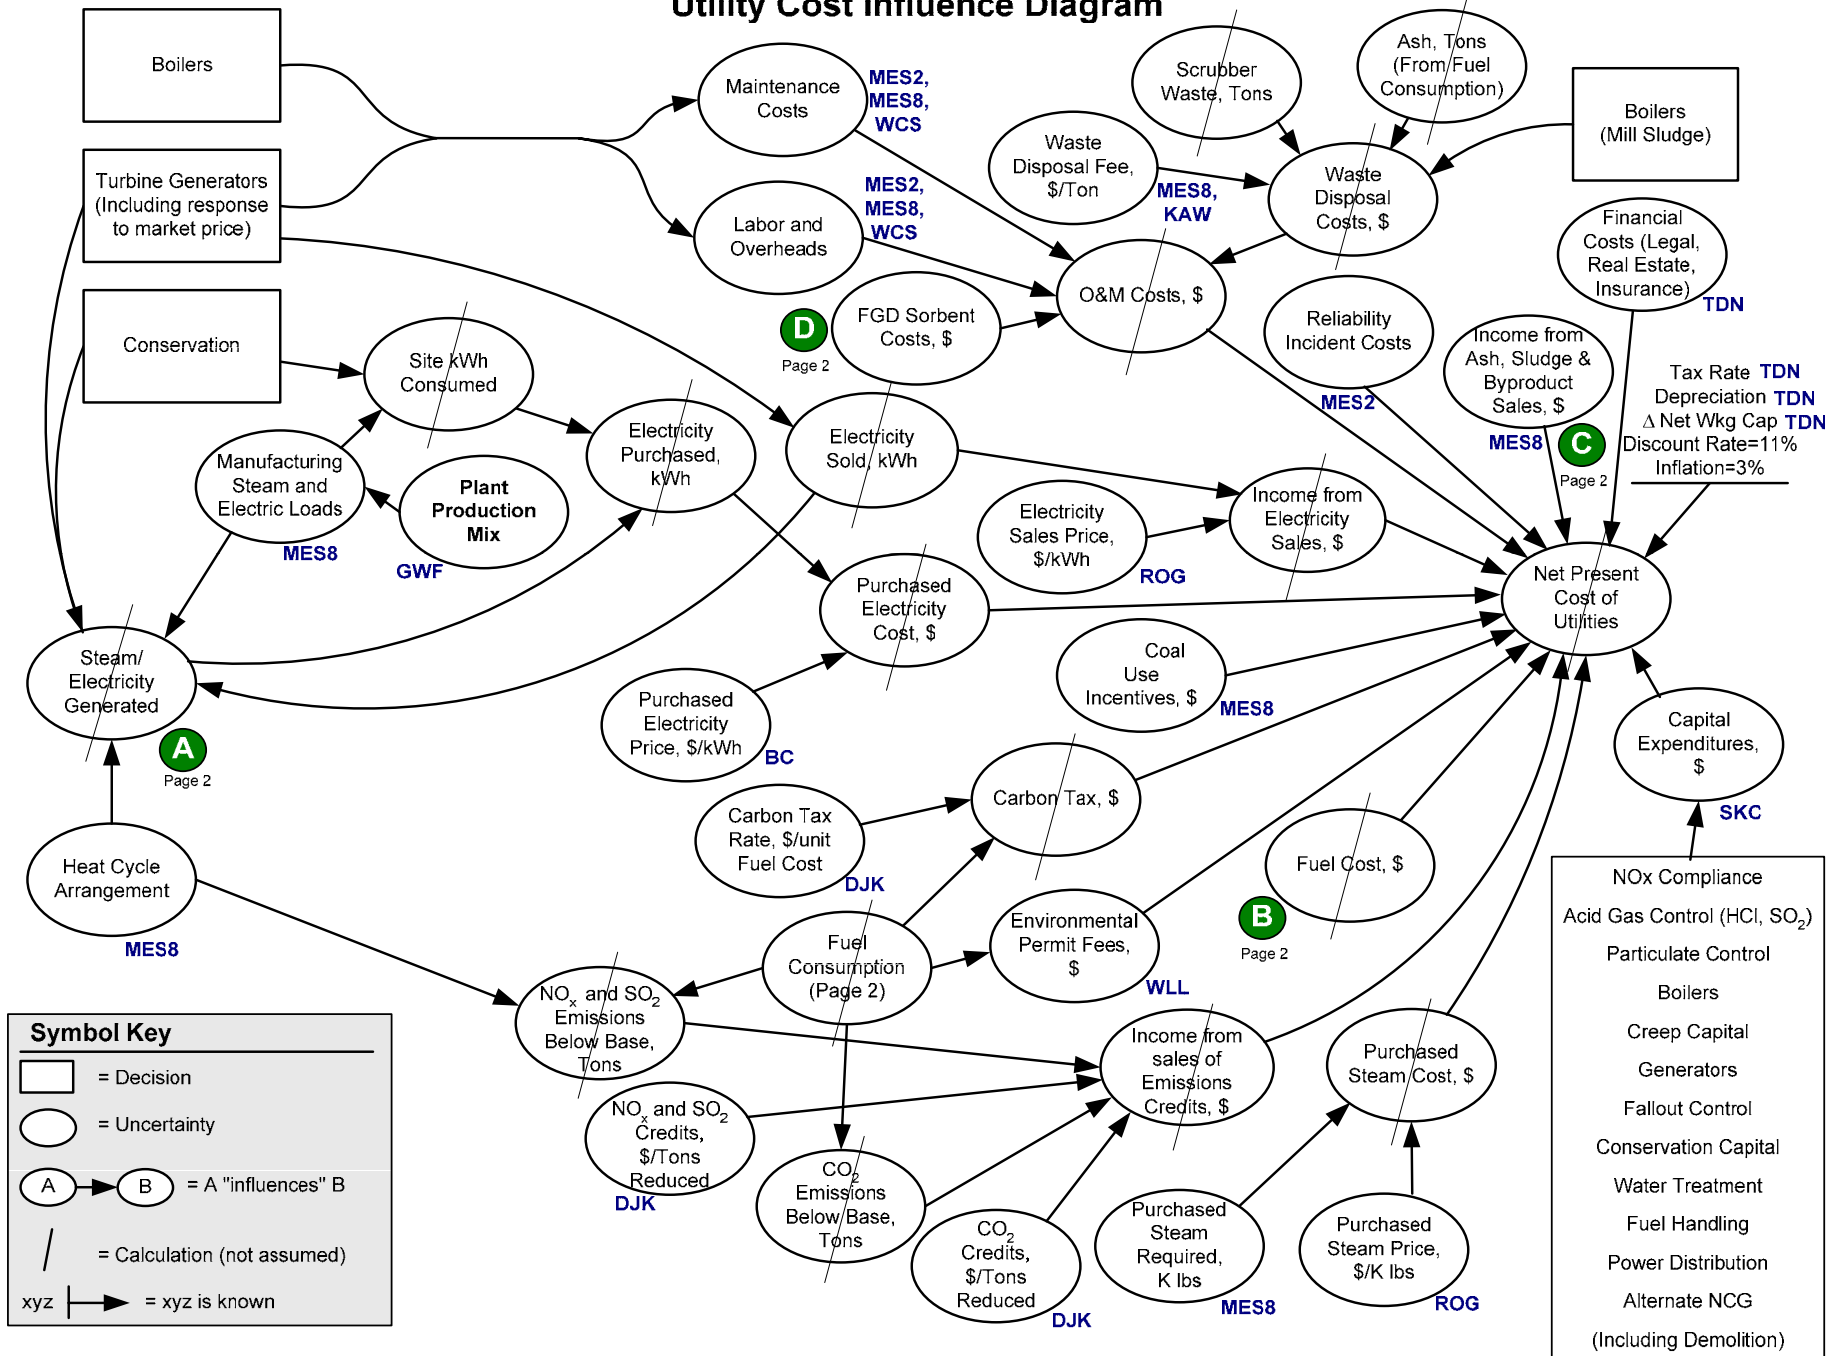 Utility Cost Influence Diagram
Boilers
Turbine Generators
(Including response
to market price)
Conservation
Maintenance
Costs
MES2,
MES8,
WCS
Labor and
Overheads
MES2,
MES8,
WCS
Scrubber
Waste, Tons
Ash, Tons
(From Fuel
Consumption)
Boilers
(Mill Sludge)
Waste
Disposal Fee,
$/Ton
MES8,
KAW
Waste
Disposal
Costs, $
Financial
Costs (Legal,
Real Estate,
Insurance)
TDN
O&M Costs, $
D
Page 2
FGD Sorbent
Costs, $
Reliability
Incident Costs
MES2
Income from
Ash, Sludge &
Byproduct
Sales, $
MES8
C
Page 2
Tax Rate TDN
Depreciation TDN
Δ Net Wkg Cap TDN
Discount Rate=11%
Inflation=3%
Site kWh
Consumed
Manufacturing
Steam and
Electric Loads
MES8
Plant
Production
Mix
GWF
Electricity
Purchased,
kWh
Electricity
Sold, kWh
Electricity
Sales Price,
$/kWh
ROG
Income from
Electricity
Sales, $
Net Present
Cost of
Utilities
Purchased
Electricity
Cost, $
Steam/
Electricity
Generated
A
Page 2
Purchased
Electricity
Price, $/kWh
BC
Coal
Use
Incentives, $
MES8
Capital
Expenditures,
$
SKC
Carbon Tax, $
Carbon Tax
Rate, $/unit
Fuel Cost
DJK
Fuel Cost, $
B
Page 2
Heat Cycle
Arrangement
MES8
Fuel
Consumption
(Page 2)
Environmental
Permit Fees,
$
WLL
NOx and SO2
Emissions
Below Base,
Tons
Income from
sales of
Emissions
Credits, $
Purchased
Steam Cost, $
NOx and SO2
Credits,
$/Tons
Reduced
DJK
CO2
Emissions
Below Base,
Tons
CO2
Credits,
$/Tons
Reduced
DJK
Purchased
Steam
Required,
K lbs
MES8
Purchased
Steam Price,
$/K lbs
ROG
NOx Compliance
Acid Gas Control (HCl, SO2)
Particulate Control
Boilers
Creep Capital
Generators
Fallout Control
Conservation Capital
Water Treatment
Fuel Handling
Power Distribution
Alternate NCG
(Including Demolition)
Symbol Key
= Decision
= Uncertainty
A B = A "influences" B
= Calculation (not assumed)
xyz = xyz is known